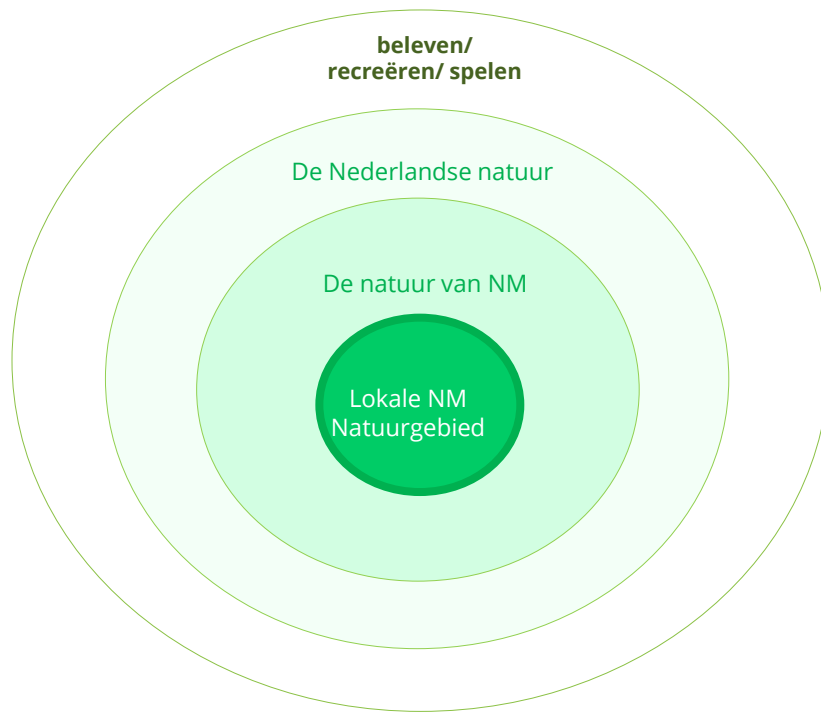 beleven/
recreëren/ spelen
De Nederlandse natuur
De natuur van NM
Lokale NM
Natuurgebied